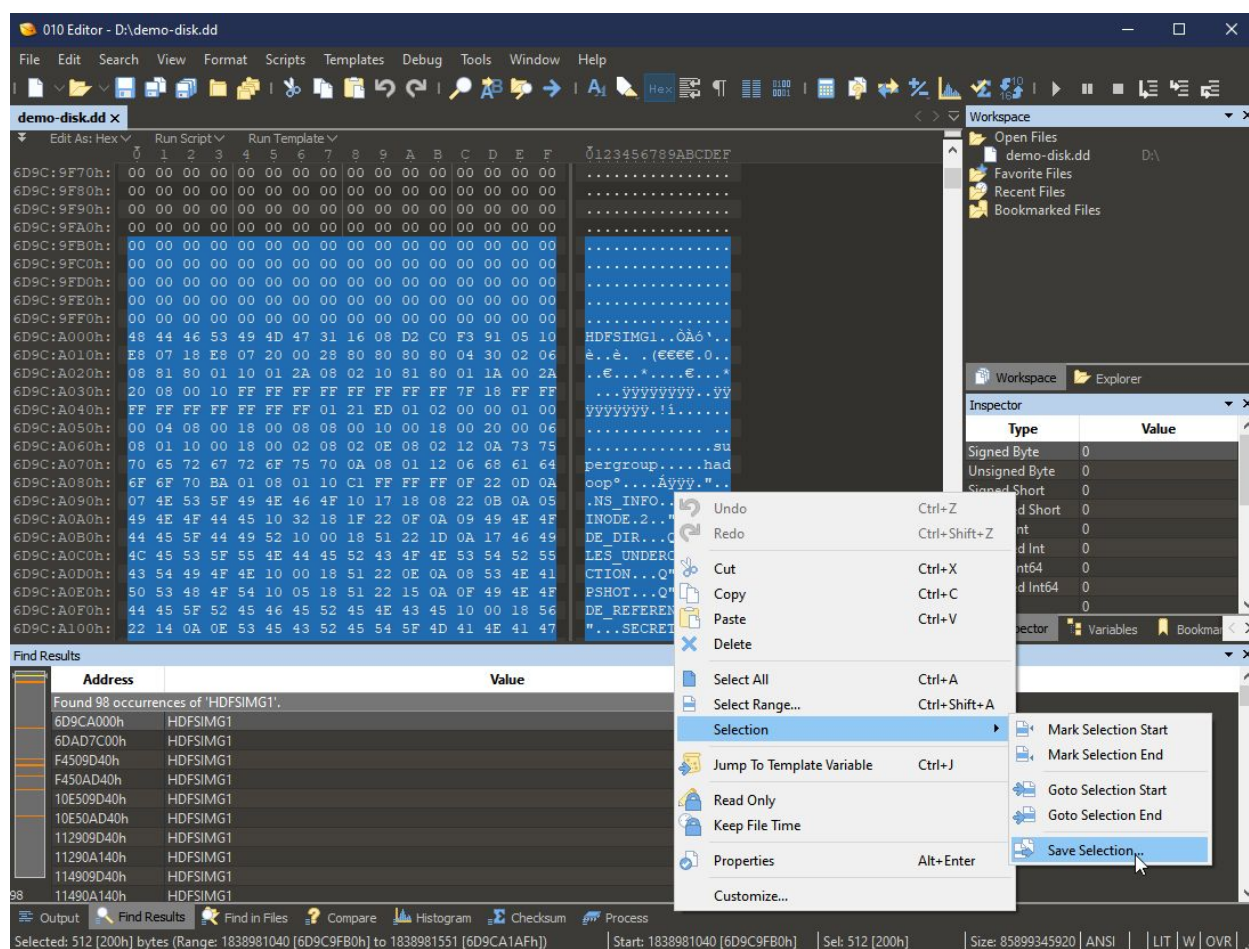 010 Editor - D:\demo-disk.dd
File Edit Search View Format Scripts Templates Debug Tools Window Help
demo-disk.dd ×
Edit As: Hex Run Script Run Template
0 1 2 3 4 5 6 7 8 9 A B C D E F 0123456789ABCDEF
6D9C:9F70h: 00 00 00 00 00 00 00 00 00 00 00 00 00 00 00 00 ................
6D9C:9F80h: 00 00 00 00 00 00 00 00 00 00 00 00 00 00 00 00 ................
6D9C:9F90h: 00 00 00 00 00 00 00 00 00 00 00 00 00 00 00 00 ................
6D9C:9FA0h: 00 00 00 00 00 00 00 00 00 00 00 00 00 00 00 00 ................
6D9C:9FB0h: 00 00 00 00 00 00 00 00 00 00 00 00 00 00 00 00 ................
6D9C:9FC0h: 00 00 00 00 00 00 00 00 00 00 00 00 00 00 00 00 ................
6D9C:9FD0h: 00 00 00 00 00 00 00 00 00 00 00 00 00 00 00 00 ................
6D9C:9FE0h: 00 00 00 00 00 00 00 00 00 00 00 00 00 00 00 00 ................
6D9C:9FF0h: 00 00 00 00 00 00 00 00 00 00 00 00 00 00 00 00 ................
6D9C:A000h: 48 44 46 53 49 4D 47 31 16 08 D2 C0 F3 91 05 10 HDFSIMG1..ÒÀó‘..
6D9C:A010h: E8 07 18 E8 07 20 00 28 80 80 80 80 04 30 02 06 è..è. .(€€€€.0..
6D9C:A020h: 08 81 80 01 10 01 2A 08 02 10 81 80 01 1A 00 2A ..€...*....€...*
6D9C:A030h: 20 08 00 10 FF FF FF FF FF FF FF FF 7F 18 FF FF ...ÿÿÿÿÿÿÿÿ..ÿÿ
6D9C:A040h: FF FF FF FF FF FF FF 01 21 ED 01 02 00 00 01 00 ÿÿÿÿÿÿÿ.!í......
6D9C:A050h: 00 04 08 00 18 00 08 08 00 10 00 18 00 20 00 06 ............. ..
6D9C:A060h: 08 01 10 00 18 00 02 08 02 0E 08 02 12 0A 73 75 ..............su
6D9C:A070h: 70 65 72 67 72 6F 75 70 0A 08 01 12 06 68 61 64 pergroup.....had
6D9C:A080h: 6F 6F 70 BA 01 08 01 10 C1 FF FF FF 0F 22 0D 0A oop°....Áÿÿÿ."..
6D9C:A090h: 07 4E 53 5F 49 4E 46 4F 10 17 18 08 22 0B 0A 05 .NS_INFO..
6D9C:A0A0h: 49 4E 4F 44 45 10 32 18 1F 22 0F 0A 09 49 4E 4F INODE.2.."
6D9C:A0B0h: 44 45 5F 44 49 52 10 00 18 51 22 1D 0A 17 46 49 DE_DIR...Q
6D9C:A0C0h: 4C 45 53 5F 55 4E 44 45 52 43 4F 4E 53 54 52 55 LES_UNDERC
6D9C:A0D0h: 43 54 49 4F 4E 10 00 18 51 22 0E 0A 08 53 4E 41 CTION...Q"
6D9C:A0E0h: 50 53 48 4F 54 10 05 18 51 22 15 0A 0F 49 4E 4F PSHOT...Q"
6D9C:A0F0h: 44 45 5F 52 45 46 45 52 45 4E 43 45 10 00 18 56 DE_REFEREN
6D9C:A100h: 22 14 0A 0E 53 45 43 52 45 54 5F 4D 41 4E 41 47 "...SECRET
Workspace
Open Files
demo-disk.dd D:\
Favorite Files
Recent Files
Bookmarked Files
Workspace Explorer
Inspector
Type Value
Signed Byte 0
Unsigned Byte 0
Signed Short 0
d Short 0
nt 0
d Int 0
nt64 0
d Int64 0
0
pector Variables Bookmar
Undo Ctrl+Z
Redo Ctrl+Shift+Z
Cut Ctrl+X
Copy Ctrl+C
Paste Ctrl+V
Delete
Select All Ctrl+A
Select Range... Ctrl+Shift+A
Selection
Jump To Template Variable Ctrl+J
Read Only
Keep File Time
Properties Alt+Enter
Customize...
Mark Selection Start
Mark Selection End
Goto Selection Start
Goto Selection End
Save Selection...
Find Results
Address Value
Found 98 occurrences of 'HDFSIMG1'.
6D9CA000h HDFSIMG1
6DAD7C00h HDFSIMG1
F4509D40h HDFSIMG1
F450AD40h HDFSIMG1
10E509D40h HDFSIMG1
10E50AD40h HDFSIMG1
112909D40h HDFSIMG1
11290A140h HDFSIMG1
114909D40h HDFSIMG1
98 11490A140h HDFSIMG1
Output Find Results Find in Files Compare Histogram Checksum Process
Selected: 512 [200h] bytes (Range: 1838981040 [6D9C9FB0h] to 1838981551 [6D9CA1AFh]) Start: 1838981040 [6D9C9FB0h] Sel: 512 [200h] Size: 85899345920 ANSI LIT W OVR